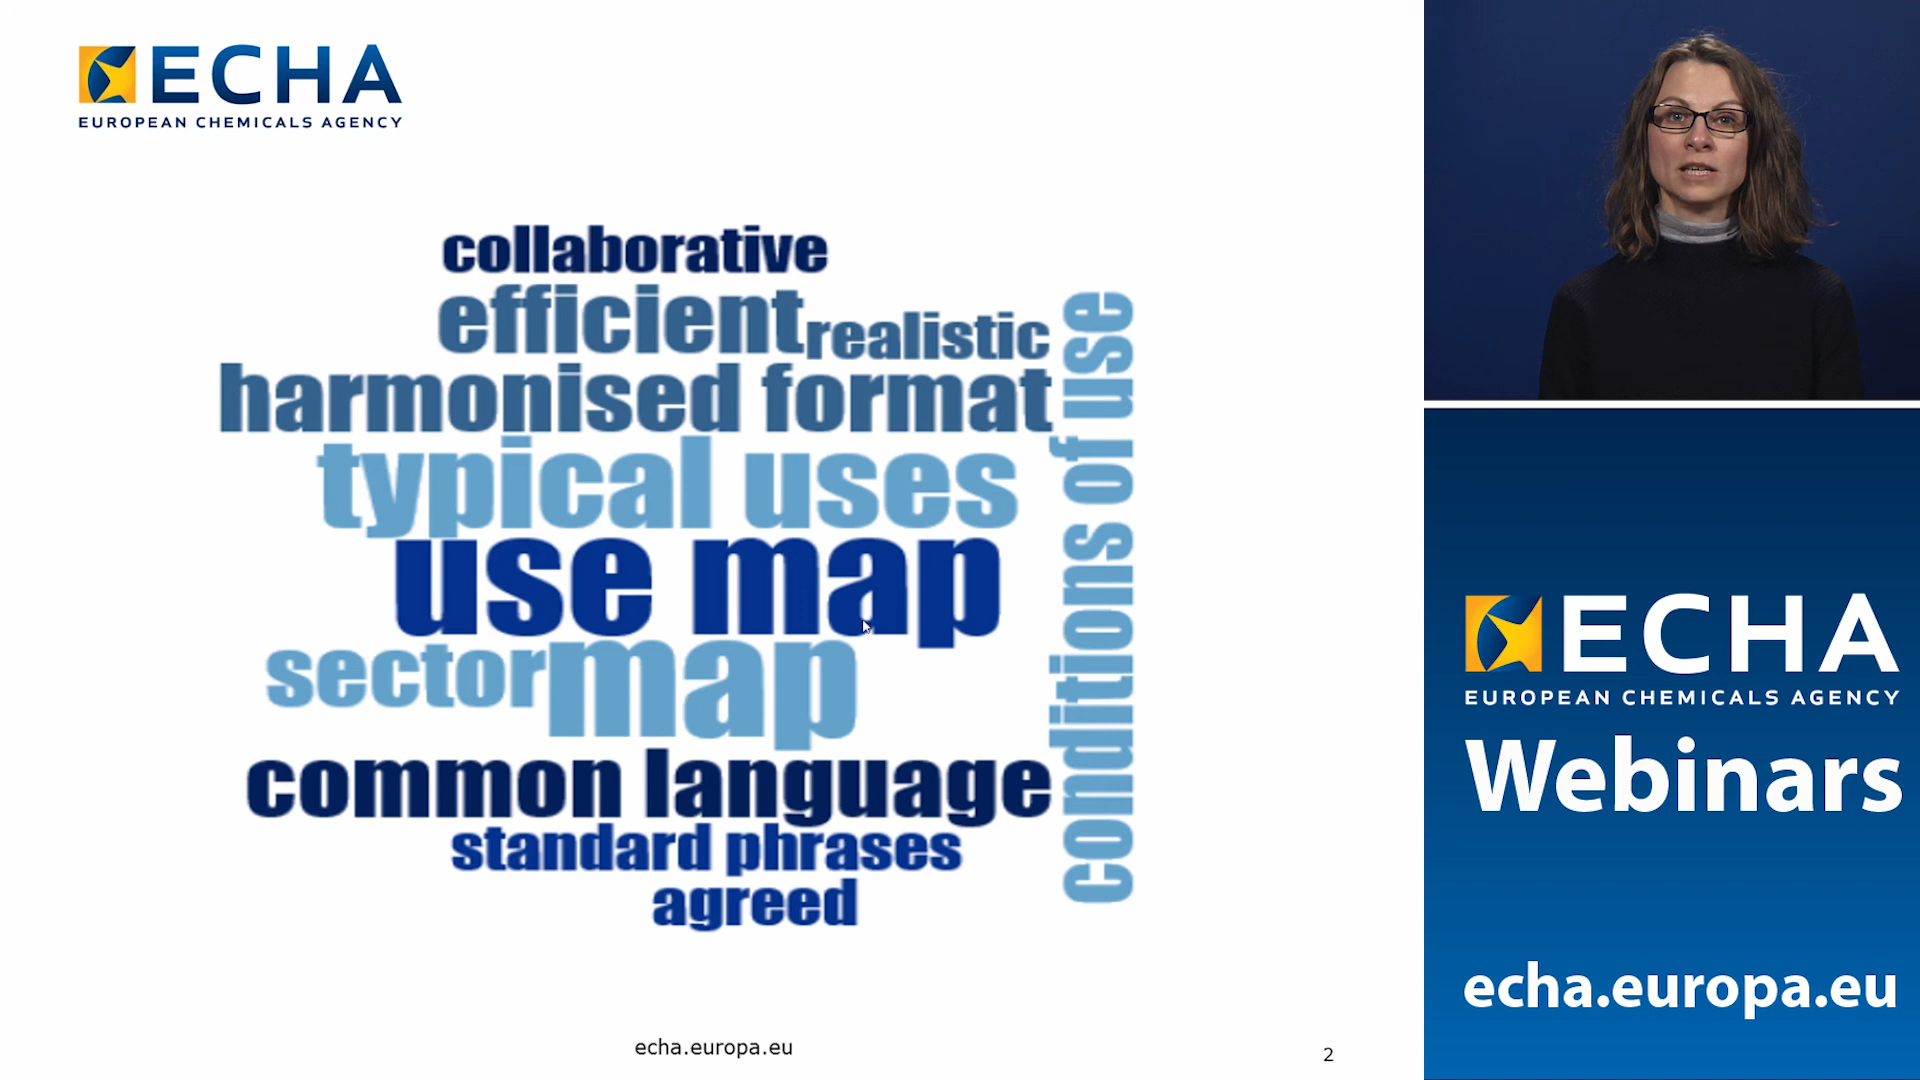 ECHA
EUROPEAN CHEMICALS AGENCY
collaborative
efficient
realistic
harmonised format
typical uses
use map
sector
map
common language
standard phrases
agreed
conditions of use
echa.europa.eu
2
ECHA
EUROPEAN CHEMICALS AGENCY
Webinars
echa.europa.eu